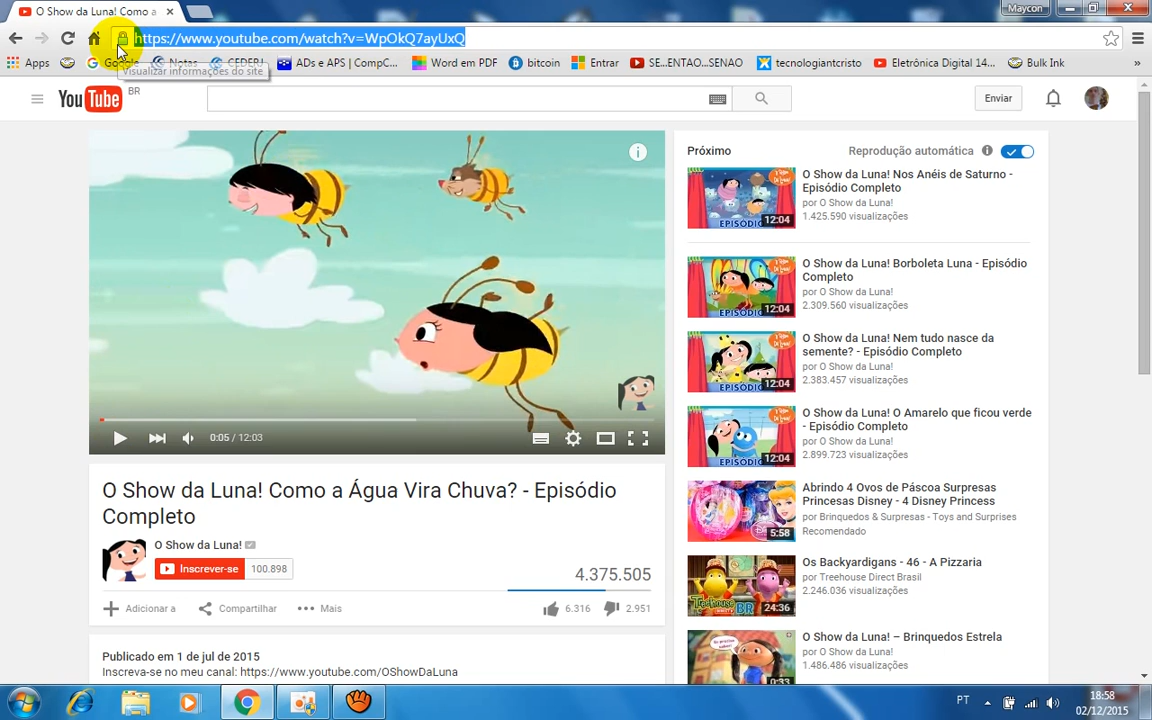 O Show da Luna! Como a
Maycon
https://www.youtube.com/watch?v=WpOkQ7ayUxQ
Apps Google Notas CEDERJ ADs e APS | CompC... Word em PDF bitcoin Entrar SE...ENTAO...SENAO tecnologiantcristo Eletrônica Digital 14... Bulk Ink »
Visualizar informações do site
YouTube BR
Enviar
Próximo
Reprodução automática
O Show da Luna! Nos Anéis de Saturno -
Episódio Completo
por O Show da Luna!
1.425.590 visualizações
EPISÓDIO
12:04
O Show da Luna! Borboleta Luna - Episódio
Completo
por O Show da Luna!
2.309.560 visualizações
EPISÓDIO
12:04
O Show da Luna! Nem tudo nasce da
semente? - Episódio Completo
por O Show da Luna!
2.383.457 visualizações
EPISÓDIO
12:04
O Show da Luna! O Amarelo que ficou verde
- Episódio Completo
por O Show da Luna!
2.899.723 visualizações
EPISÓDIO
12:04
Abrindo 4 Ovos de Páscoa Surpresas
Princesas Disney - 4 Disney Princess
por Brinquedos & Surpresas - Toys and Surprises
Recomendado
5:58
Os Backyardigans - 46 - A Pizzaria
por Treehouse Direct Brasil
2.246.036 visualizações
treehouse
BR
24:36
O Show da Luna! – Brinquedos Estrela
por O Show da Luna!
1.486.486 visualizações
0:33
0:05 / 12:03
O Show da Luna! Como a Água Vira Chuva? - Episódio
Completo
O Show da Luna!
Inscrever-se 100.898
4.375.505
Adicionar a Compartilhar Mais 6.316 2.951
Publicado em 1 de jul de 2015
Inscreva-se no meu canal: https://www.youtube.com/OShowDaLuna
PT
18:58
02/12/2015